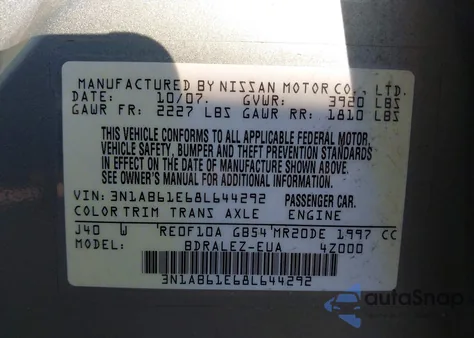 MANUFACTURED BY NISSAN MOTOR CO., LTD.
DATE: 10/07. GVWR: 3920 LBS
GAWR FR: 2227 LBS GAWR RR: 1810 LBS
THIS VEHICLE CONFORMS TO ALL APPLICABLE FEDERAL MOTOR
VEHICLE SAFETY, BUMPER AND THEFT PREVENTION STANDARDS
IN EFFECT ON THE DATE OF MANUFACTURE SHOWN ABOVE.
SEE OWNER'S MANUAL FOR ADDITIONAL INFORMATION
VIN: 3N1AB61E68L644292 PASSENGER CAR.
COLOR TRIM TRANS AXLE ENGINE
J40 W RE0F10A GB54 MR20DE 1997 CC
MODEL: BDRALEZ-EUA 4Z000
3N1AB61E68L644292
autoSnap